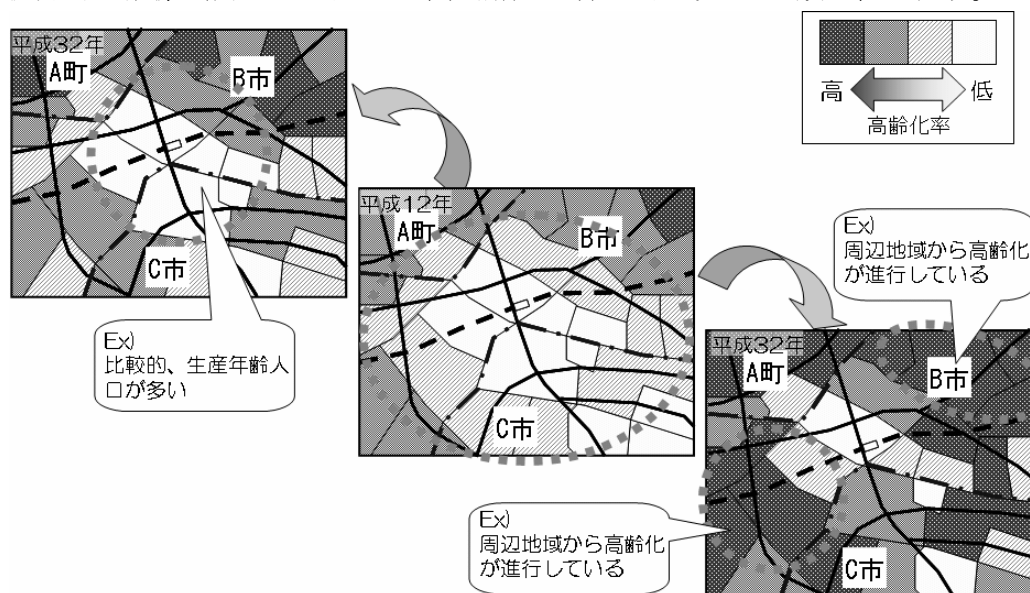 平成32年
A町
B市
C市
Ex)
比較的、生産年齢人
口が多い
平成12年
A町
B市
C市
高
低
高齢化率
Ex)
周辺地域から高齢化
が進行している
平成32年
A町
B市
C市
Ex)
周辺地域から高齢化
が進行している